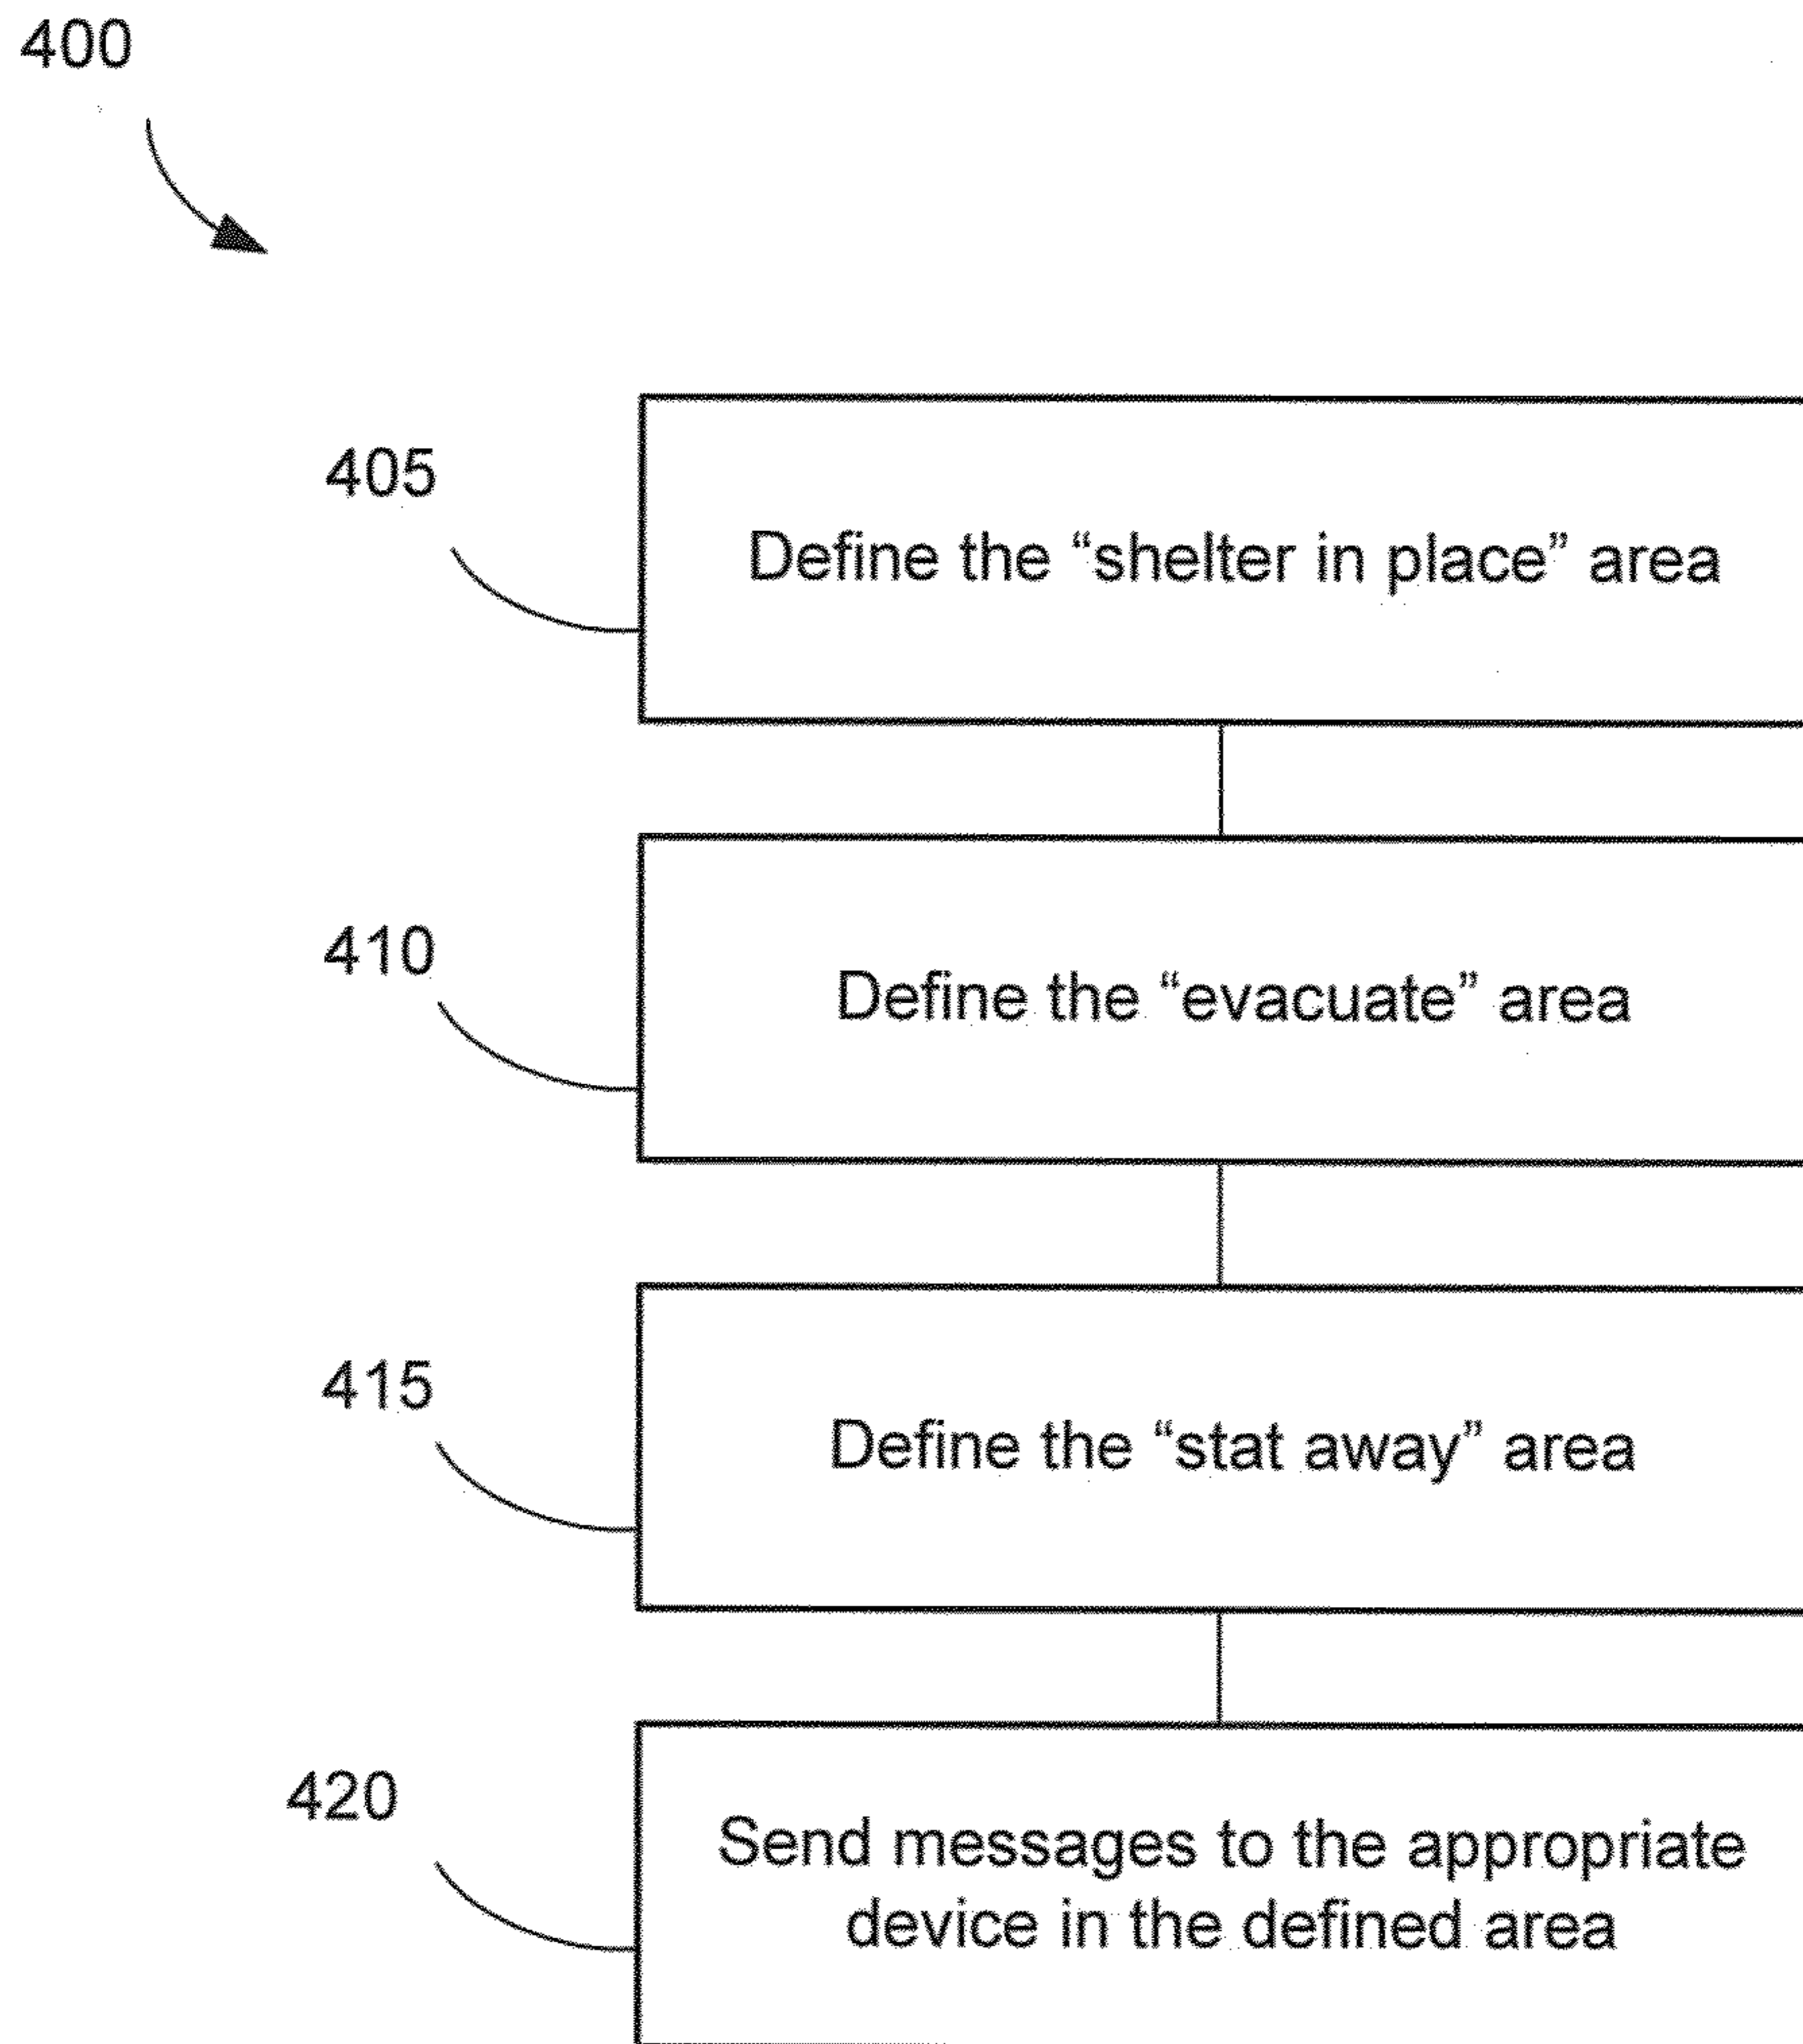 400
405
Define the “shelter in place” area
410
Define the “evacuate” area
415
Define the “stat away” area
420
Send messages to the appropriate
device in the defined area